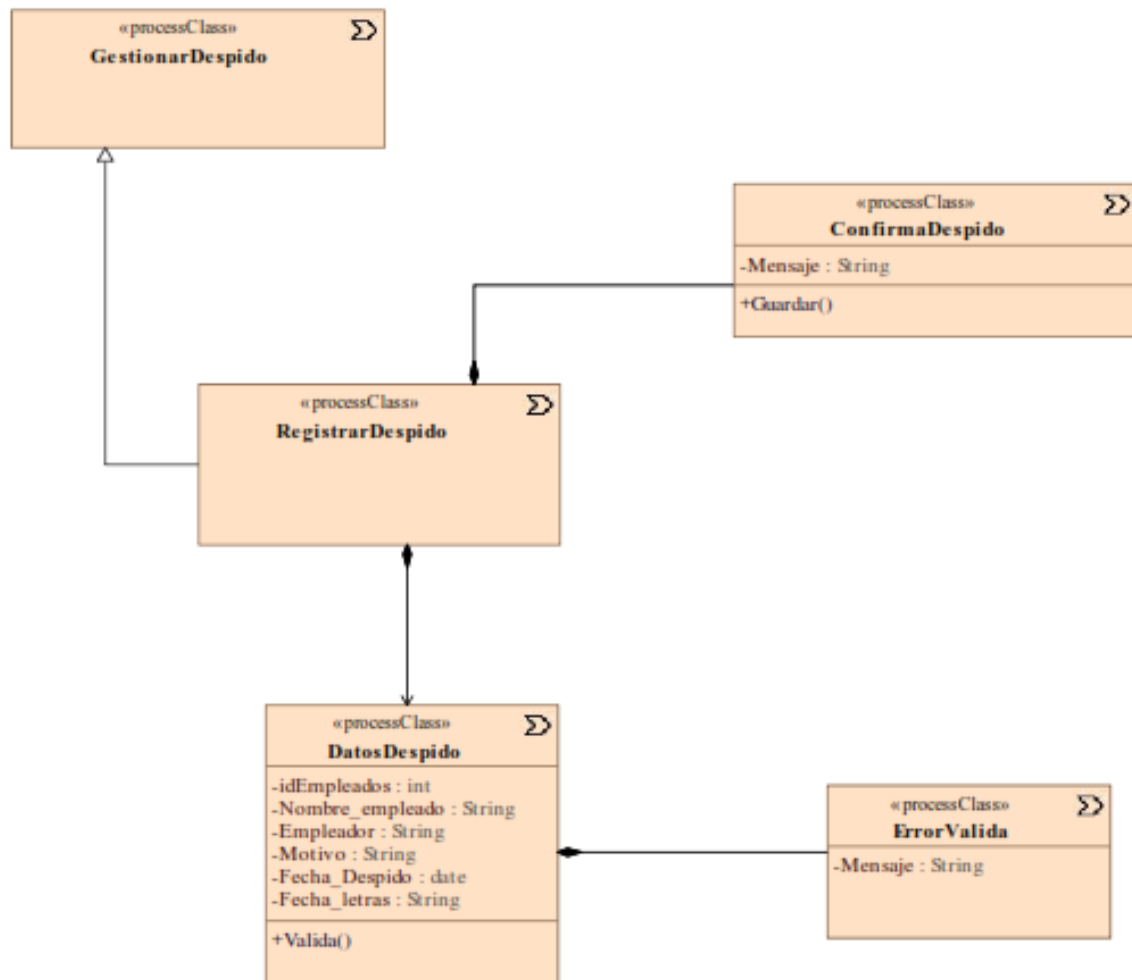 «processClass»
GestionarDespido
«processClass»
ConfirmaDespido
-Mensaje : String
+Guardar()
«processClass»
RegistrarDespido
«processClass»
DatosDespido
-idEmpleados : int
-Nombre_empleado : String
-Empleador : String
-Motivo : String
-Fecha_Despido : date
-Fecha_letras : String
+Valida()
«processClass»
ErrorValida
-Mensaje : String